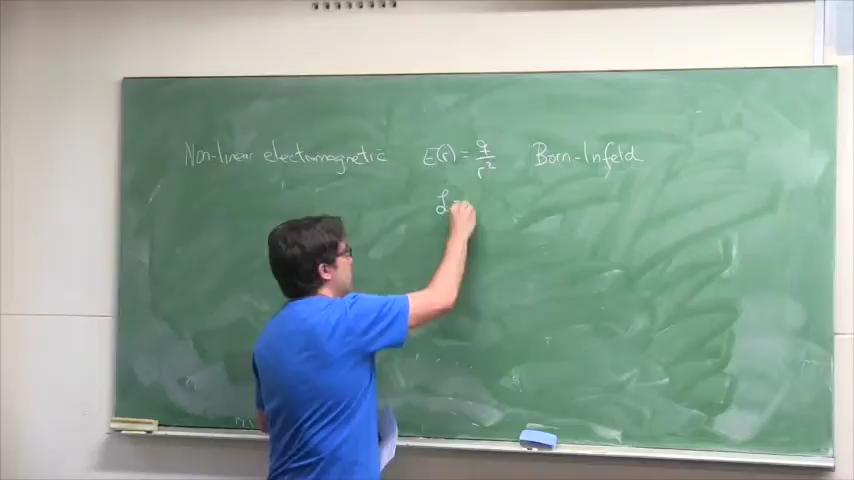 Non-linear electromagnetic E(r) = q/r² Born-Infeld
ℒ